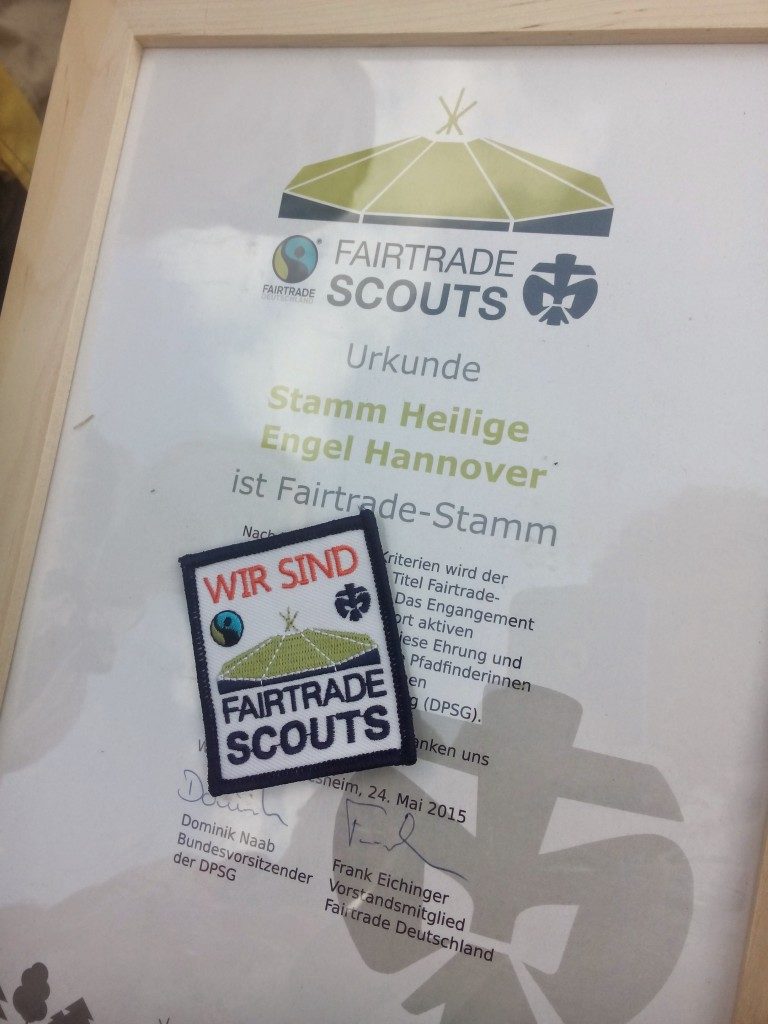 FAIRTRADE
SCOUTS
FAIRTRADE
DEUTSCHLAND
Urkunde
Stamm Heilige
Engel Hannover
ist Fairtrade-Stamm
Kriterien wird der
Titel Fairtrade-
Das Engangement
aktiven
Ehrung und
Pfadfinderinnen
(DPSG).
uns
24. Mai 2015
Dominik Naab
Bundesvorsitzender
der DPSG
Frank Eichinger
Vorstandsmitglied
Fairtrade Deutschland
WIR SIND
FAIRTRADE
SCOUTS